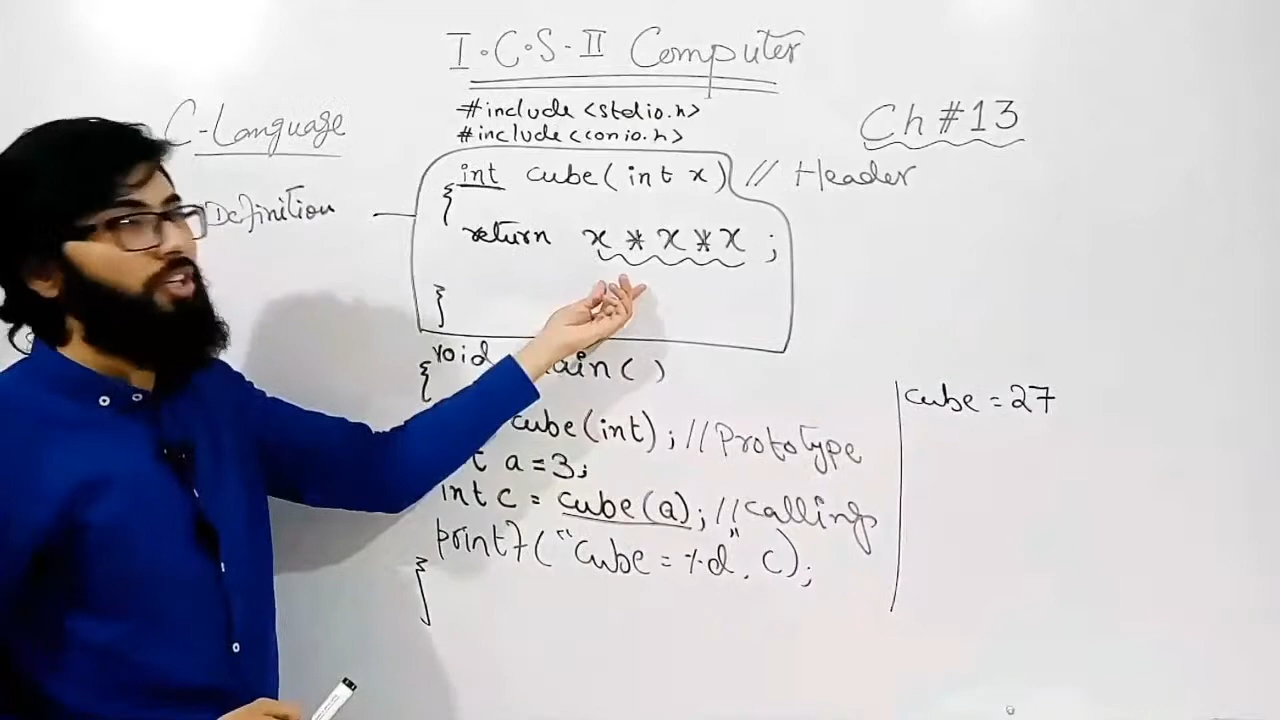 I.C.S-II Computer
C-Language
#include <stdio.h>
#include <conio.h>
Ch #13
int cube(int x) // Header
{
Definition
return x * x * x ;
}
void ain( )
{
cube(int); //Prototype
t a=3;
int c = cube(a); //Calling
printf("Cube = %d", c);
}
cube = 27